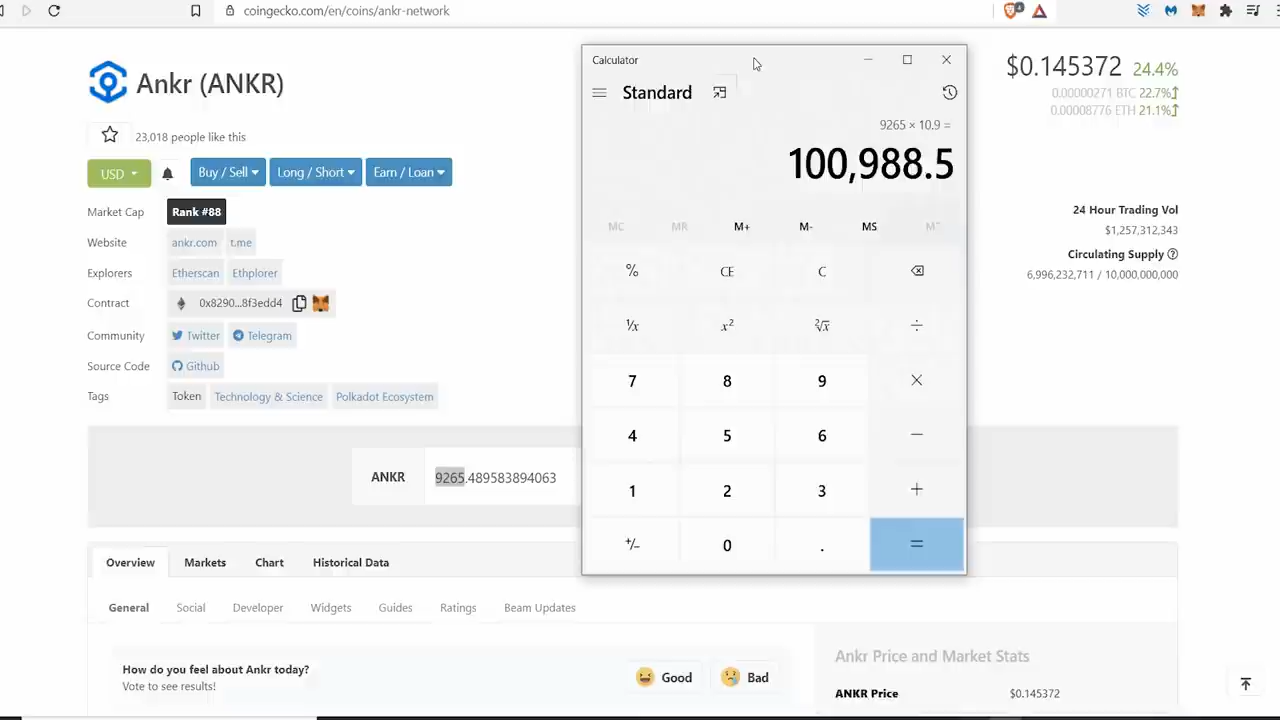 coingecko.com/en/coins/ankr-network
Ankr (ANKR)
23,018 people like this
USD
Buy / Sell
Long / Short
Earn / Loan
Market Cap
Rank #88
Website
ankr.com
t.me
Explorers
Etherscan
Ethplorer
Contract
0x8290...8f3edd4
Community
Twitter
Telegram
Source Code
Github
Tags
Token
Technology & Science
Polkadot Ecosystem
$0.145372 24.4%
0.00000271 BTC 22.7%
0.00008776 ETH 21.1%
24 Hour Trading Vol
$1,257,312,343
Circulating Supply
6,996,232,711 / 10,000,000,000
Calculator
Standard
9265 × 10.9 =
100,988.5
MC MR M+ M- MS M˅
% CE C
⅟x x² ²√x ÷
7 8 9 ×
4 5 6 −
1 2 3 +
+/− 0 . =
ANKR
9265.489583894063
Overview
Markets
Chart
Historical Data
General
Social
Developer
Widgets
Guides
Ratings
Beam Updates
How do you feel about Ankr today?
Vote to see results!
Good
Bad
Ankr Price and Market Stats
ANKR Price
$0.145372